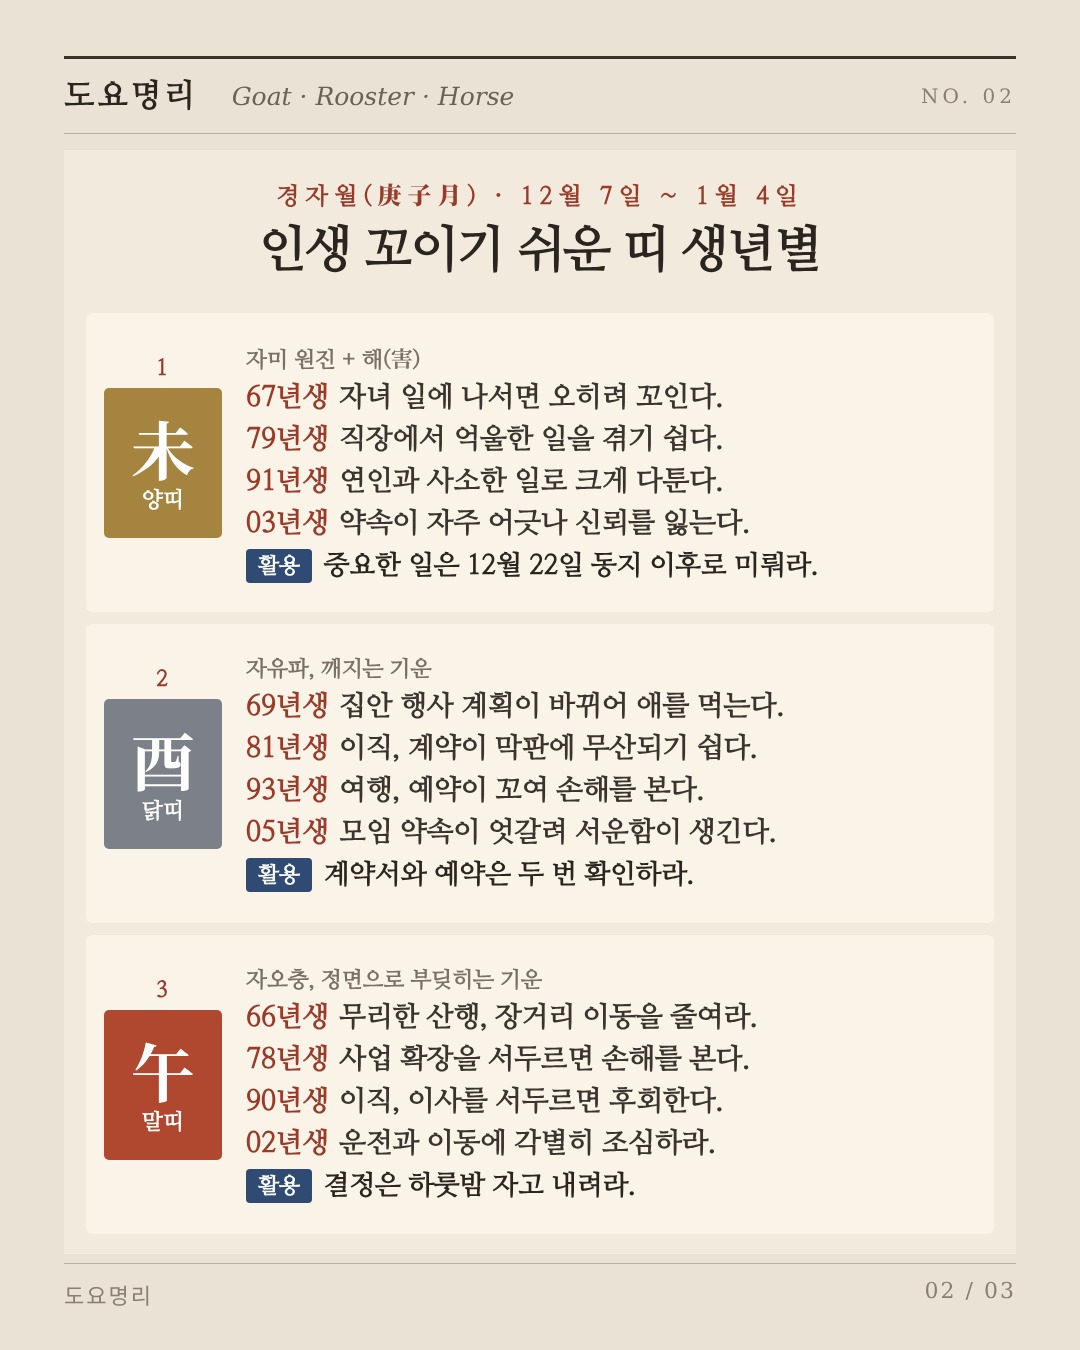 도요명리 Goat · Rooster · Horse NO. 02
경자월(庚子月) · 12월 7일 ~ 1월 4일
인생 꼬이기 쉬운 띠 생년별
1
未
양띠
자미 원진 + 해(害)
67년생 자녀 일에 나서면 오히려 꼬인다.
79년생 직장에서 억울한 일을 겪기 쉽다.
91년생 연인과 사소한 일로 크게 다툰다.
03년생 약속이 자주 어긋나 신뢰를 잃는다.
활용 중요한 일은 12월 22일 동지 이후로 미뤄라.
2
酉
닭띠
자유파, 깨지는 기운
69년생 집안 행사 계획이 바뀌어 애를 먹는다.
81년생 이직, 계약이 막판에 무산되기 쉽다.
93년생 여행, 예약이 꼬여 손해를 본다.
05년생 모임 약속이 엇갈려 서운함이 생긴다.
활용 계약서와 예약은 두 번 확인하라.
3
午
말띠
자오충, 정면으로 부딪히는 기운
66년생 무리한 산행, 장거리 이동을 줄여라.
78년생 사업 확장을 서두르면 손해를 본다.
90년생 이직, 이사를 서두르면 후회한다.
02년생 운전과 이동에 각별히 조심하라.
활용 결정은 하룻밤 자고 내려라.
도요명리 02 / 03